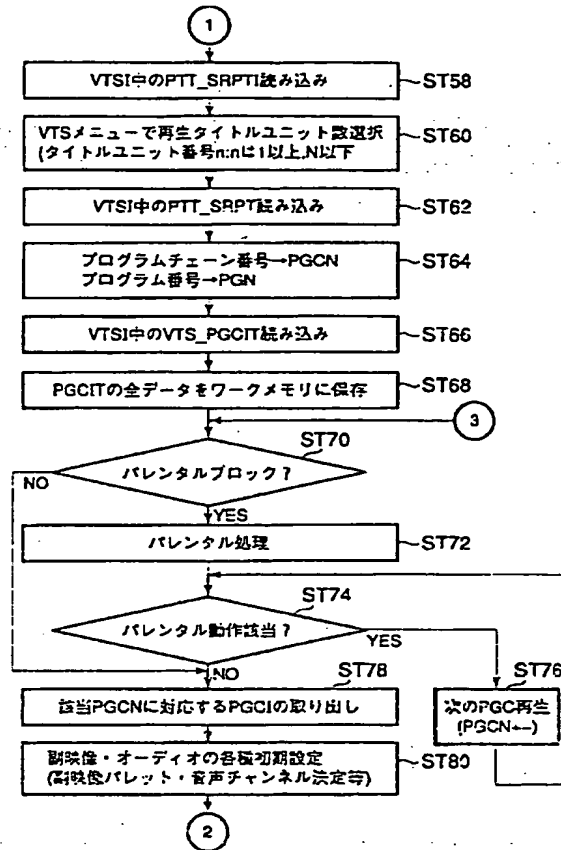 1
VTSI中のPTT_SRPTI読み込み
ST58
VTSメニューで再生タイトルユニット数選択
(タイトルユニット番号n:nは1以上,N以下
ST60
VTSI中のPTT_SRPT読み込み
ST62
プログラムチェーン番号→PGCN
プログラム番号→PGN
ST64
VTSI中のVTS_PGCIT読み込み
ST66
PGCITの全データをワークメモリに保存
ST68
3
ST70
パレンタルブロック?
NO
YES
パレンタル処理
ST72
ST74
パレンタル動作該当?
YES
NO
ST78
該当PGCNに対応するPGCIの取り出し
ST76
次のPGC再生
(PGCN←)
副映像・オーディオの各種初期設定
(副映像パレット・音声チャンネル決定等)
ST80
2